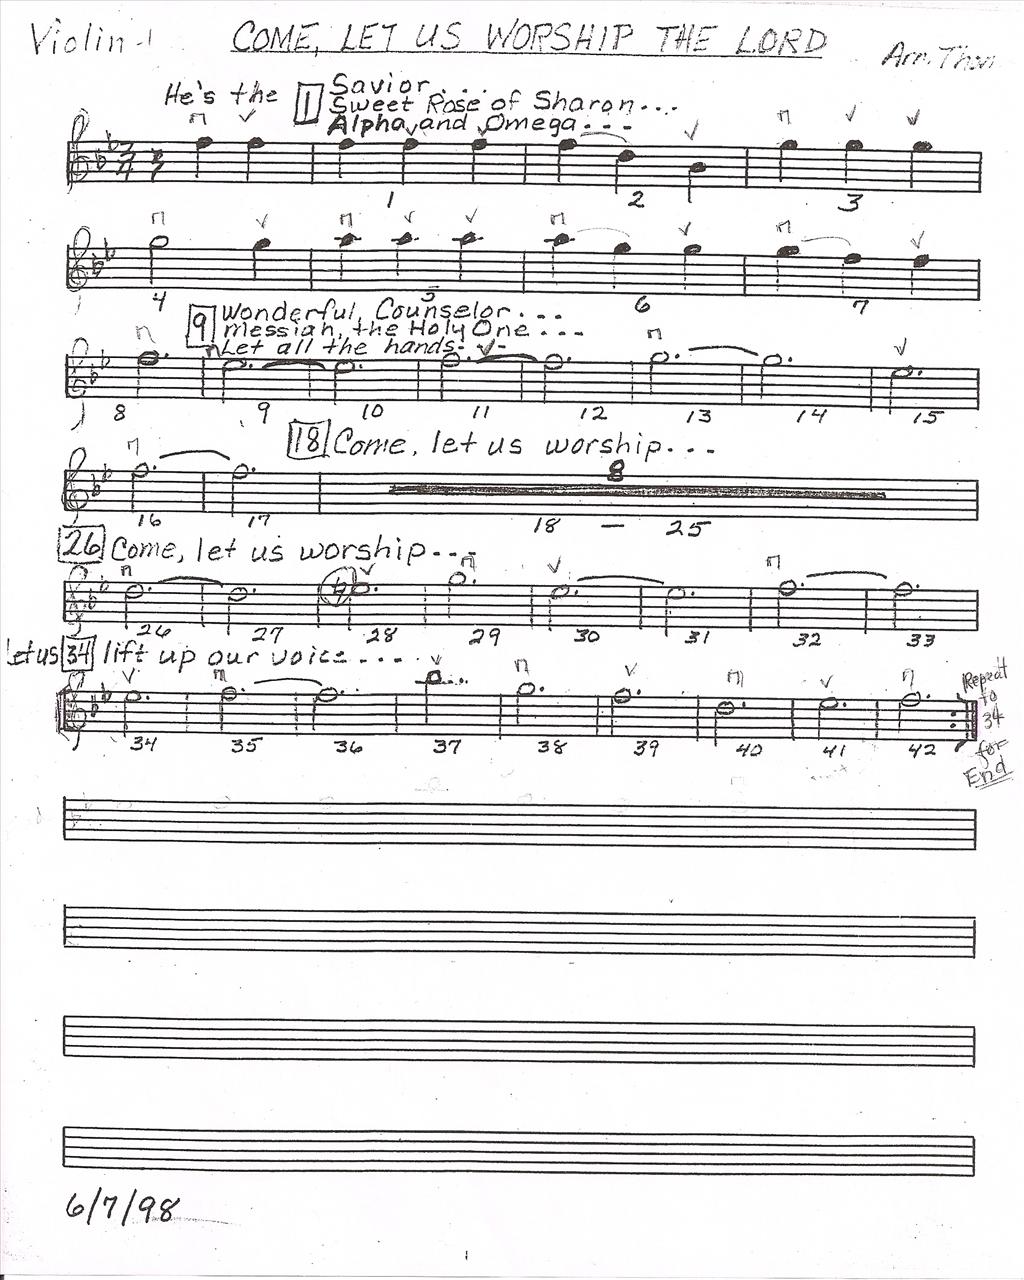 Violin-1 COME, LET US WORSHIP THE LORD Arr. Thom
He's the 1 Savior...
Sweet Rose of Sharon...
Alpha and Omega---
1 2 3
4 5 6 7
9 Wonderful, Counselor...
Messiah, the Holy One...
Let all the hands---
8 9 10 11 12 13 14 15
18 Come, let us worship...
8
16 17 18 — 25
26 Come, let us worship...
26 27 28 29 30 31 32 33
Let us 34 lift up our voice....
34 35 36 37 38 39 40 41 42
Repeat
to
34
for
End
6/7/98
1